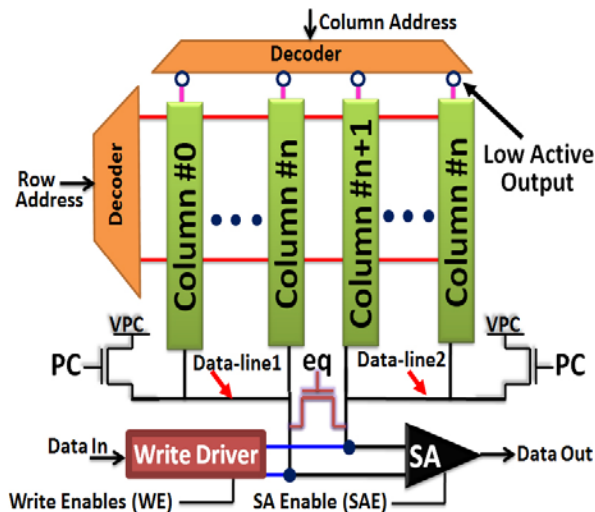 Column Address
Decoder
Low Active
Output
Row
Address
Decoder
Column #0
Column #n
Column #n+1
Column #n
VPC
PC
Data-line1
eq
Data-line2
VPC
PC
Data In
Write Driver
SA
Data Out
Write Enables (WE)
SA Enable (SAE)